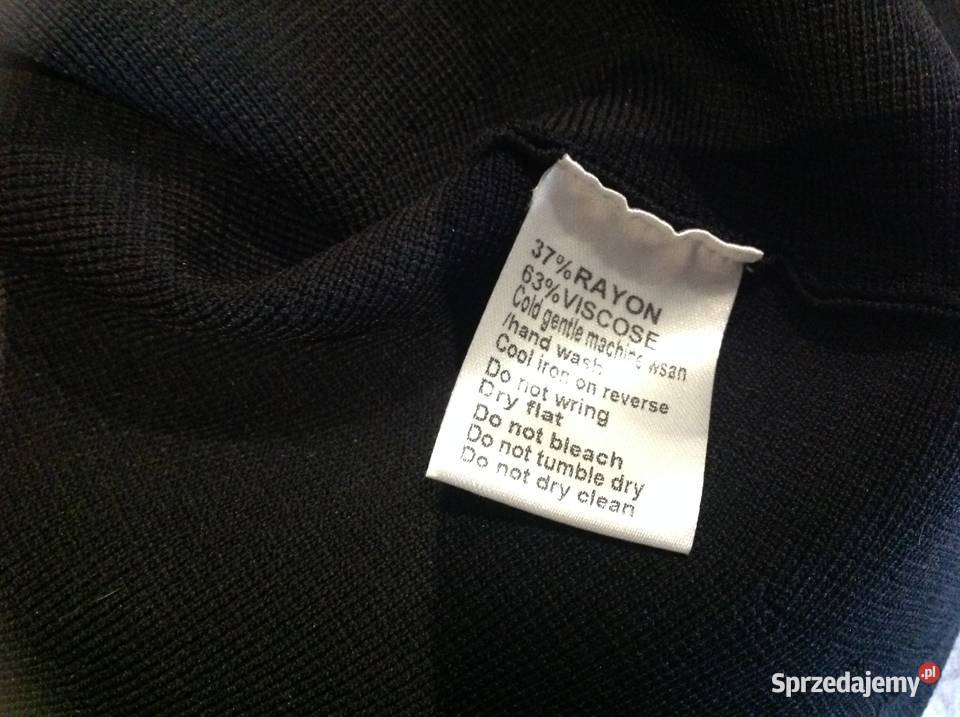 37%RAYON
63%VISCOSE
Cold gentle machine wsan
/hand wash
Cool iron on reverse
Do not wring
Dry flat
Do not bleach
Do not tumble dry
Do not dry clean
Sprzedajemy.pl